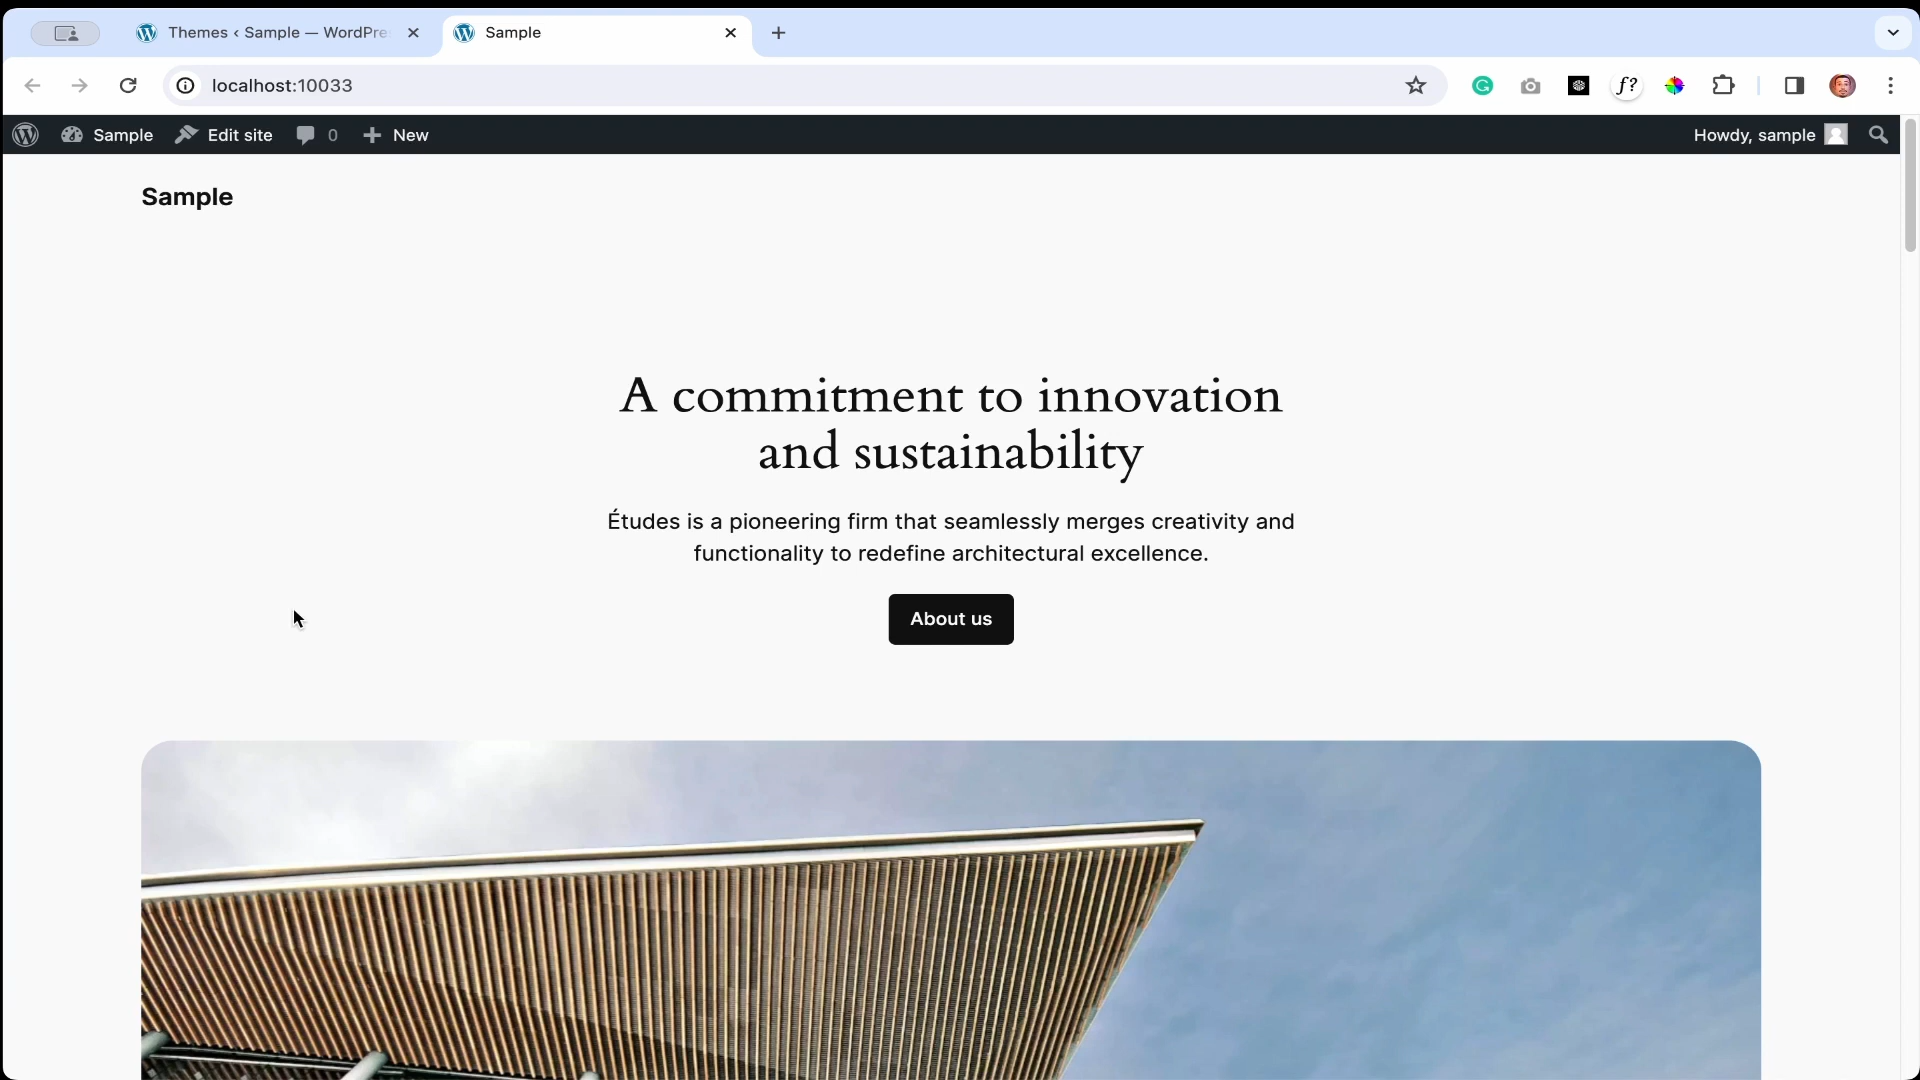 Themes ‹ Sample — WordPre
Sample
localhost:10033
f?
Sample
Edit site
0
New
Howdy, sample
Sample
A commitment to innovation
and sustainability
Études is a pioneering firm that seamlessly merges creativity and
functionality to redefine architectural excellence.
About us